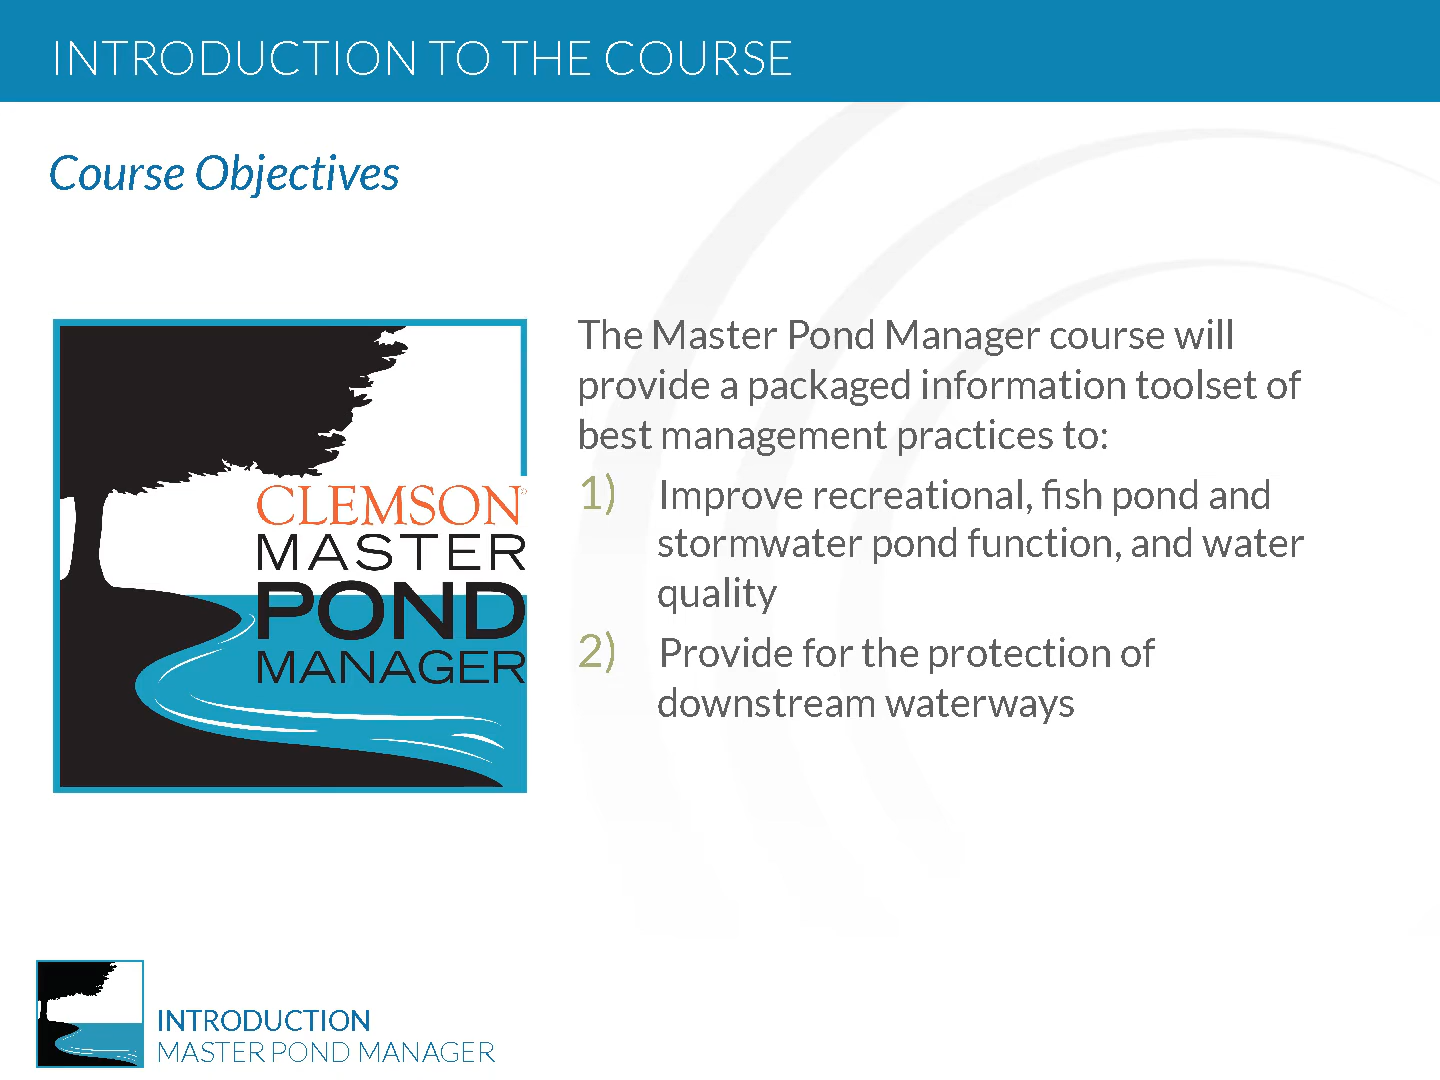 INTRODUCTION TO THE COURSE
Course Objectives
CLEMSON®
MASTER
POND
MANAGER
The Master Pond Manager course will
provide a packaged information toolset of
best management practices to:
1) Improve recreational, fish pond and
stormwater pond function, and water
quality
2) Provide for the protection of
downstream waterways
INTRODUCTION
MASTER POND MANAGER